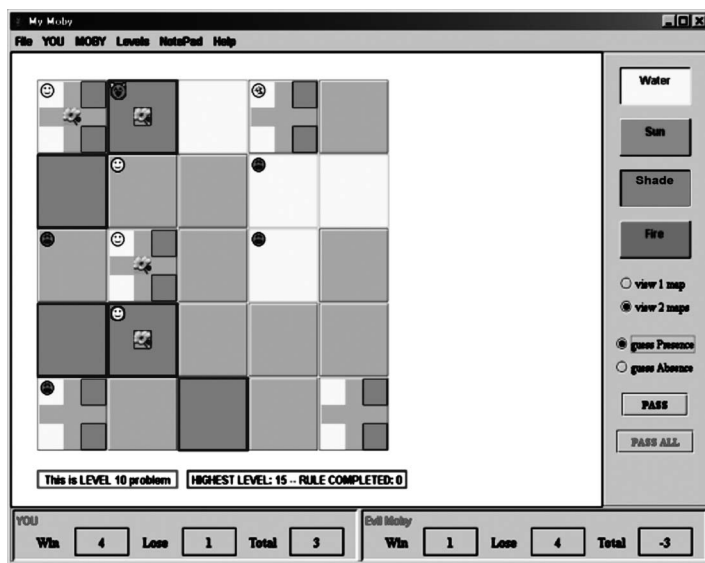 My Moby
File YOU MOBY Levels NotePad Help
Water
Sun
Shade
Fire
view 1 map
view 2 maps
guess Presence
guess Absence
PASS
PASS ALL
This is LEVEL 10 problem HIGHEST LEVEL: 15 -- RULE COMPLETED: 0
YOU
Win 4 Lose 1 Total 3
Evil Moby
Win 1 Lose 4 Total -3